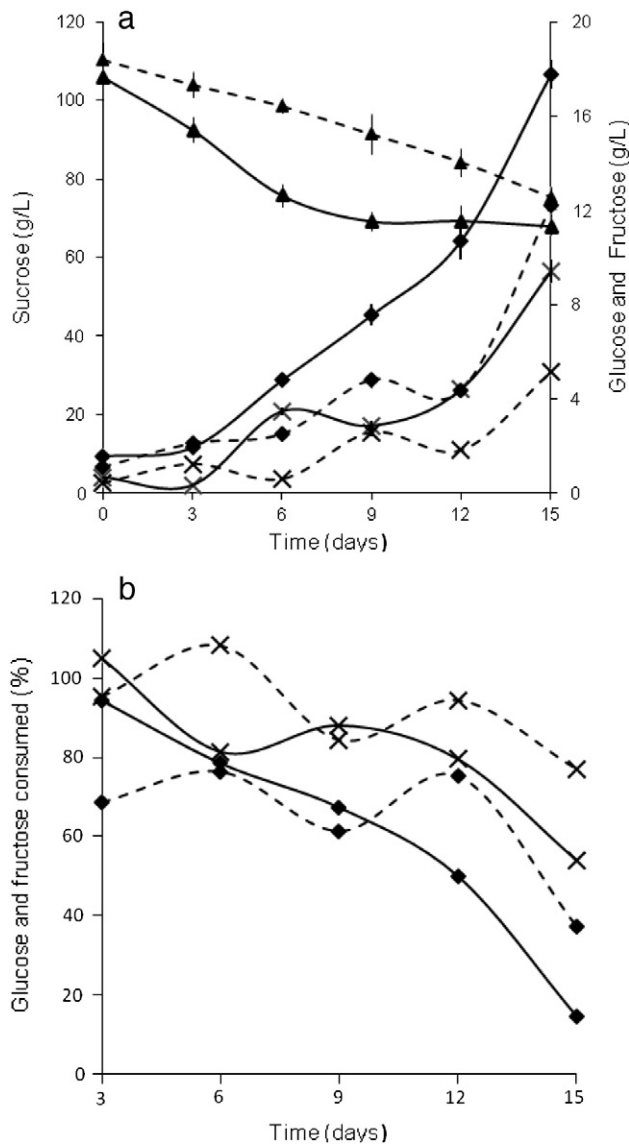 a
120
100
80
60
40
20
0
Sucrose (g/L)
20
16
12
8
4
0
Glucose and Fructose (g/L)
0 3 6 9 12 15
Time (days)
b
120
100
80
60
40
20
0
Glucose and fructose consumed (%)
3 6 9 12 15
Time (days)